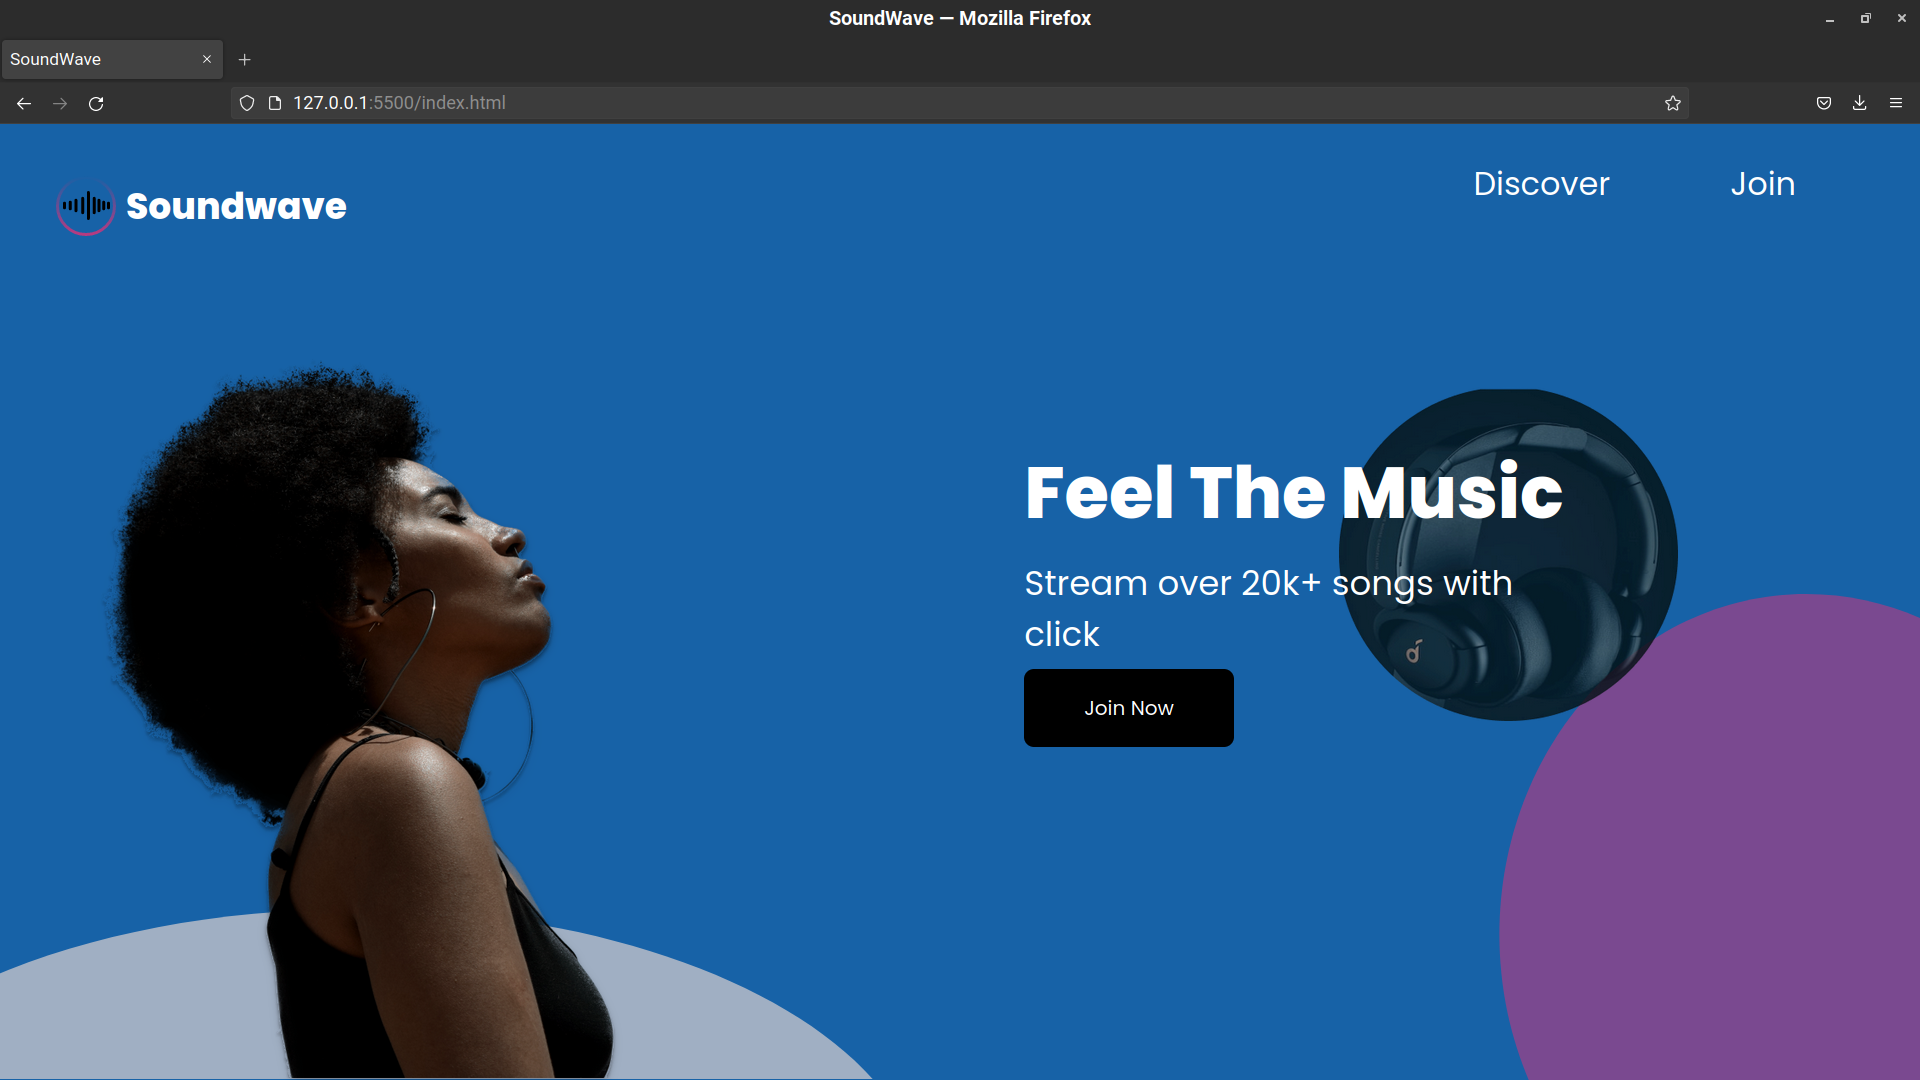 SoundWave — Mozilla Firefox
SoundWave
127.0.0.1:5500/index.html
Discover
Join
Soundwave
Feel The Music
Stream over 20k+ songs with
click
Join Now